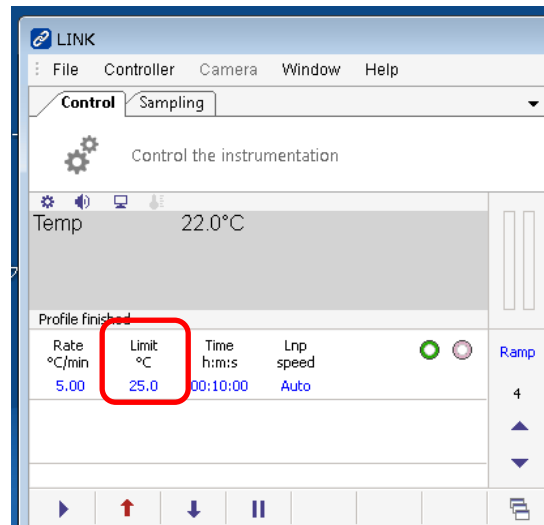 LINK
File Controller Camera Window Help
Control Sampling
Control the instrumentation
Temp 22.0°C
Profile finished
Rate Limit Time Lnp
°C/min °C h:m:s speed
Ramp
5.00 25.0 00:10:00 Auto
4